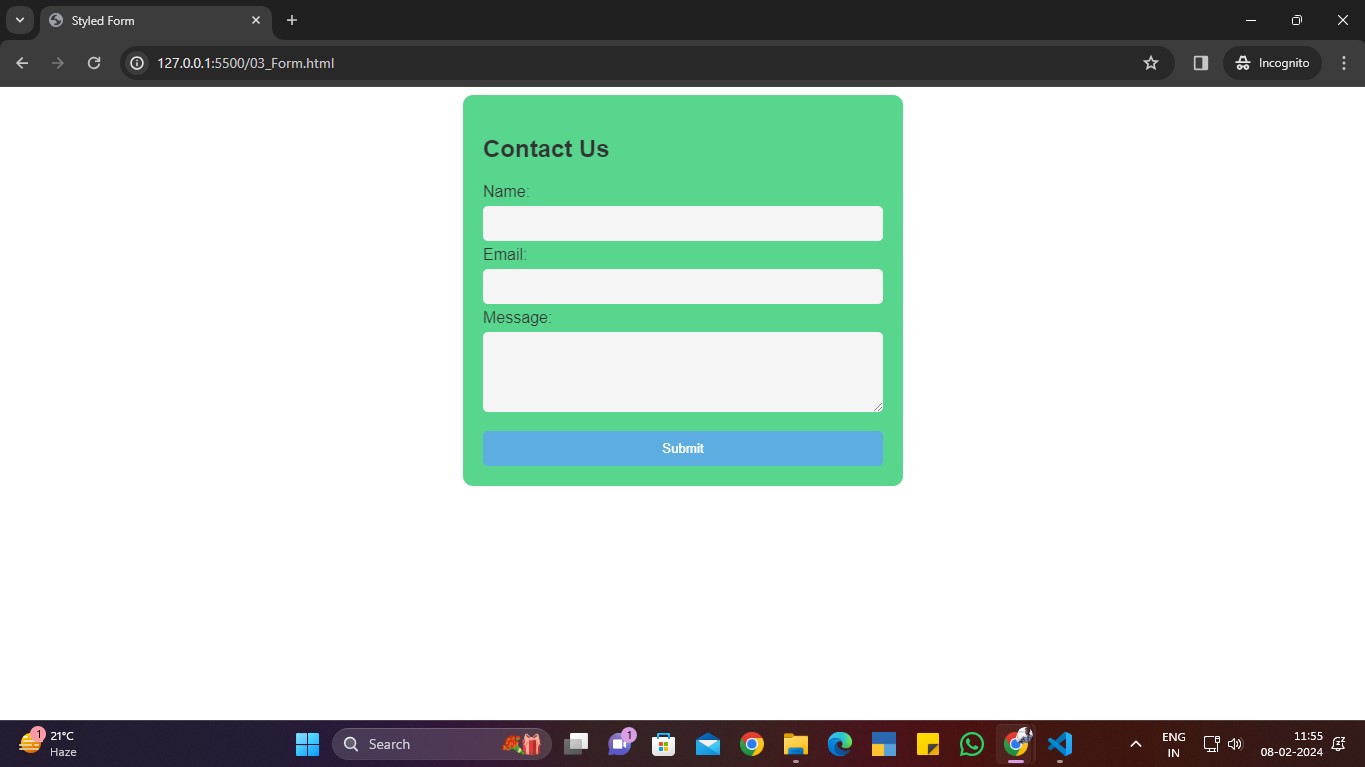 Styled Form
127.0.0.1:5500/03_Form.html
Incognito
Contact Us
Name:
Email:
Message:
Submit
1
21°C
Haze
Search
1
ENG
IN
11:55
08-02-2024